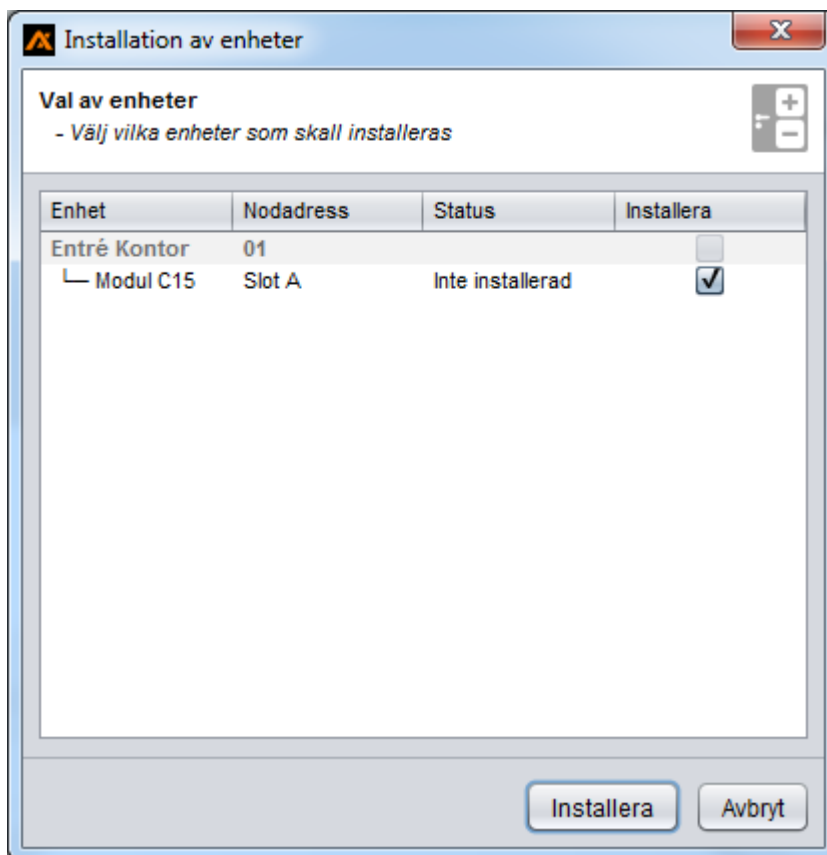 Installation av enheter
Val av enheter
- Välj vilka enheter som skall installeras
Enhet Nodadress Status Installera
Entré Kontor 01
Modul C15 Slot A Inte installerad
Installera Avbryt